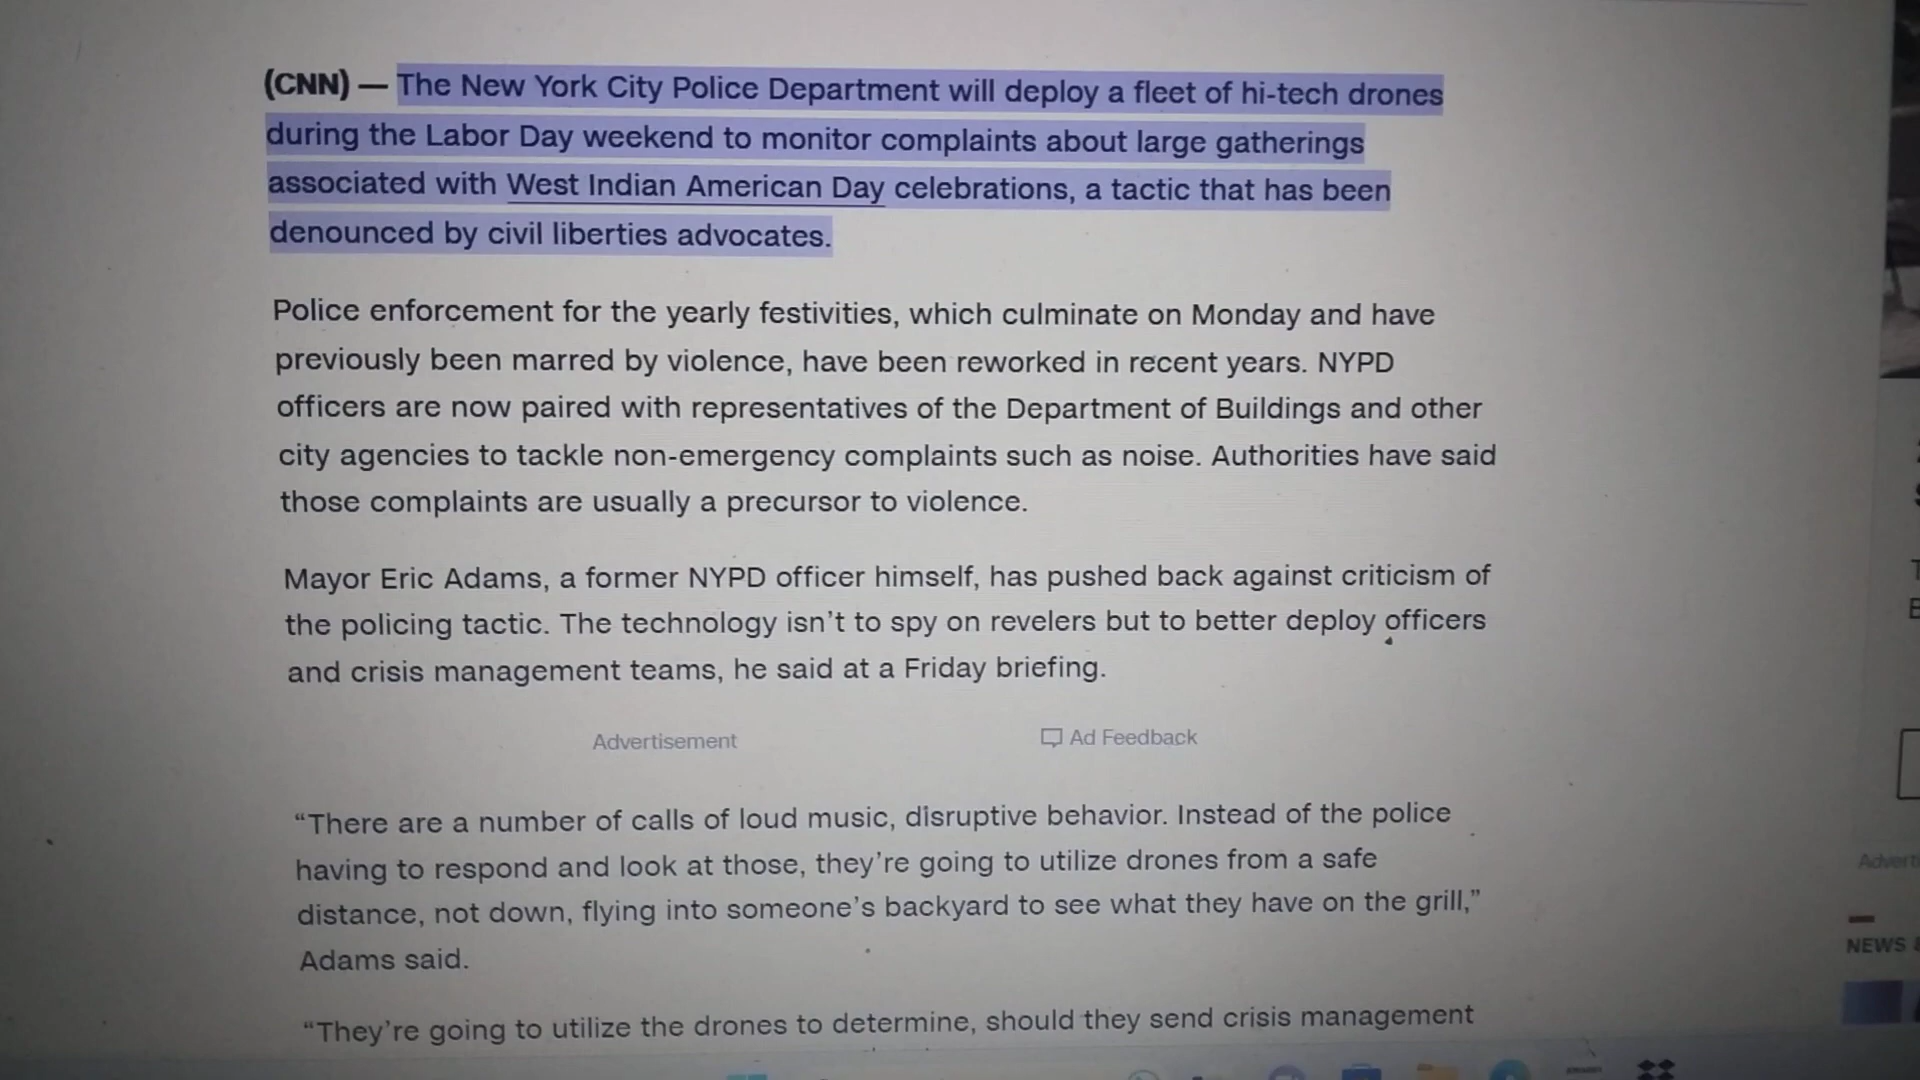 (CNN) — The New York City Police Department will deploy a fleet of hi-tech drones
during the Labor Day weekend to monitor complaints about large gatherings
associated with West Indian American Day celebrations, a tactic that has been
denounced by civil liberties advocates.
Police enforcement for the yearly festivities, which culminate on Monday and have
previously been marred by violence, have been reworked in recent years. NYPD
officers are now paired with representatives of the Department of Buildings and other
city agencies to tackle non-emergency complaints such as noise. Authorities have said
those complaints are usually a precursor to violence.
Mayor Eric Adams, a former NYPD officer himself, has pushed back against criticism of
the policing tactic. The technology isn’t to spy on revelers but to better deploy officers
and crisis management teams, he said at a Friday briefing.
Advertisement
Ad Feedback
“There are a number of calls of loud music, disruptive behavior. Instead of the police
having to respond and look at those, they’re going to utilize drones from a safe
distance, not down, flying into someone’s backyard to see what they have on the grill,”
Adams said.
“They’re going to utilize the drones to determine, should they send crisis management
NEWS